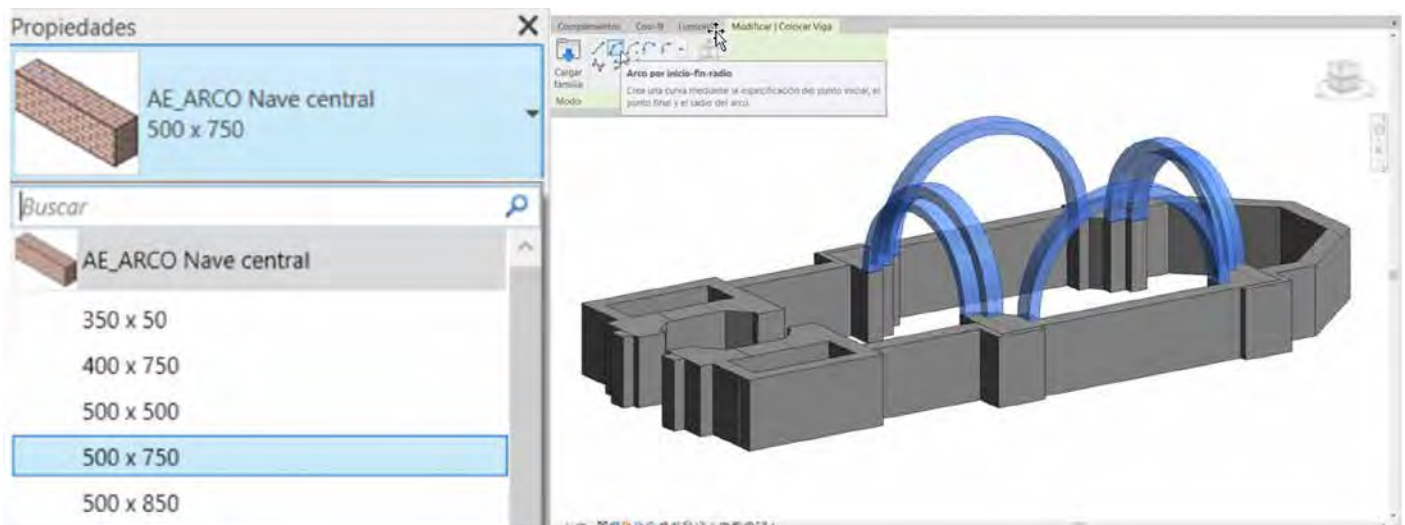 Propiedades
AE_ARCO Nave central
500 x 750
Buscar
AE_ARCO Nave central
350 x 50
400 x 750
500 x 500
500 x 750
500 x 850
Complementos Modificar | Colocar Viga
Cargar
familia
Modo
Arco por inicio-fin-radio
Crea una curva mediante la especificación del punto inicial, el
punto final y el radio del arco.